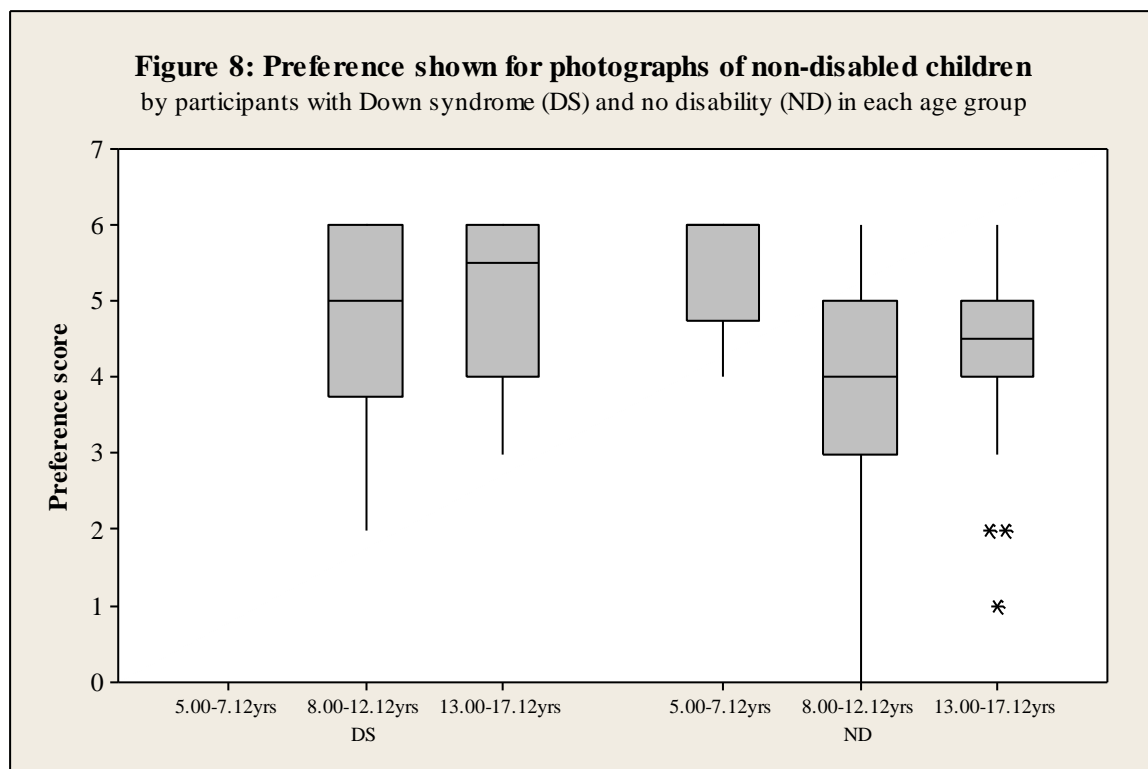 Figure 8: Preference shown for photographs of non-disabled children
by participants with Down syndrome (DS) and no disability (ND) in each age group
7
6
5
4
3
2
1
0
Preference score
5.00-7.12yrs 8.00-12.12yrs 13.00-17.12yrs 5.00-7.12yrs 8.00-12.12yrs 13.00-17.12yrs
DS ND